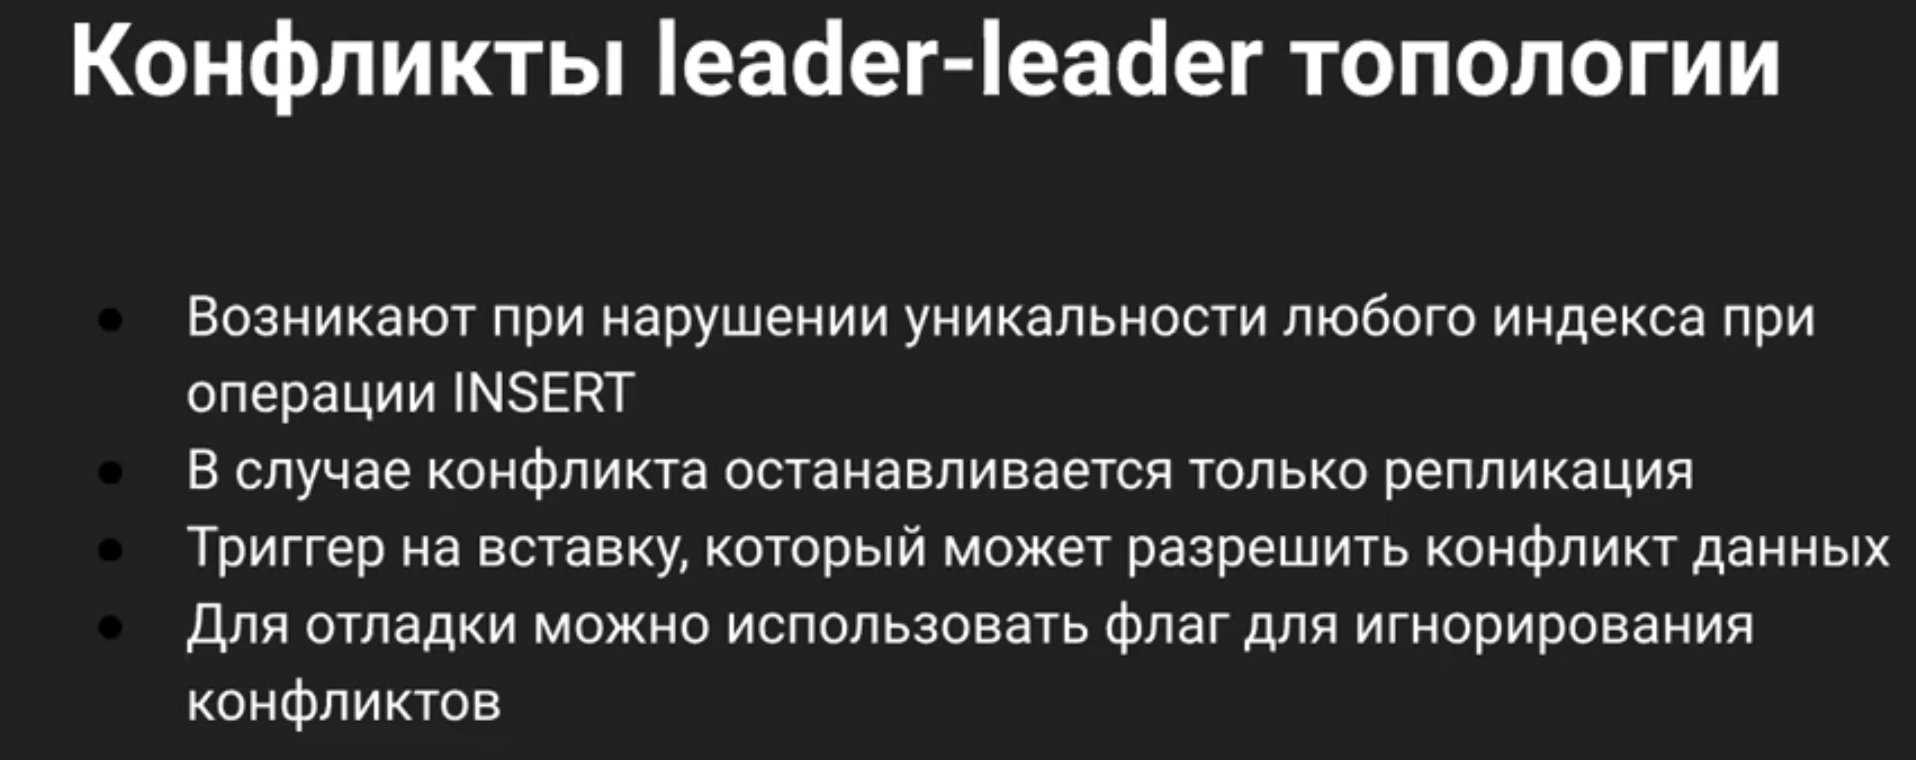 Конфликты leader-leader топологии
Возникают при нарушении уникальности любого индекса при
операции INSERT
В случае конфликта останавливается только репликация
Триггер на вставку, который может разрешить конфликт данных
Для отладки можно использовать флаг для игнорирования
конфликтов